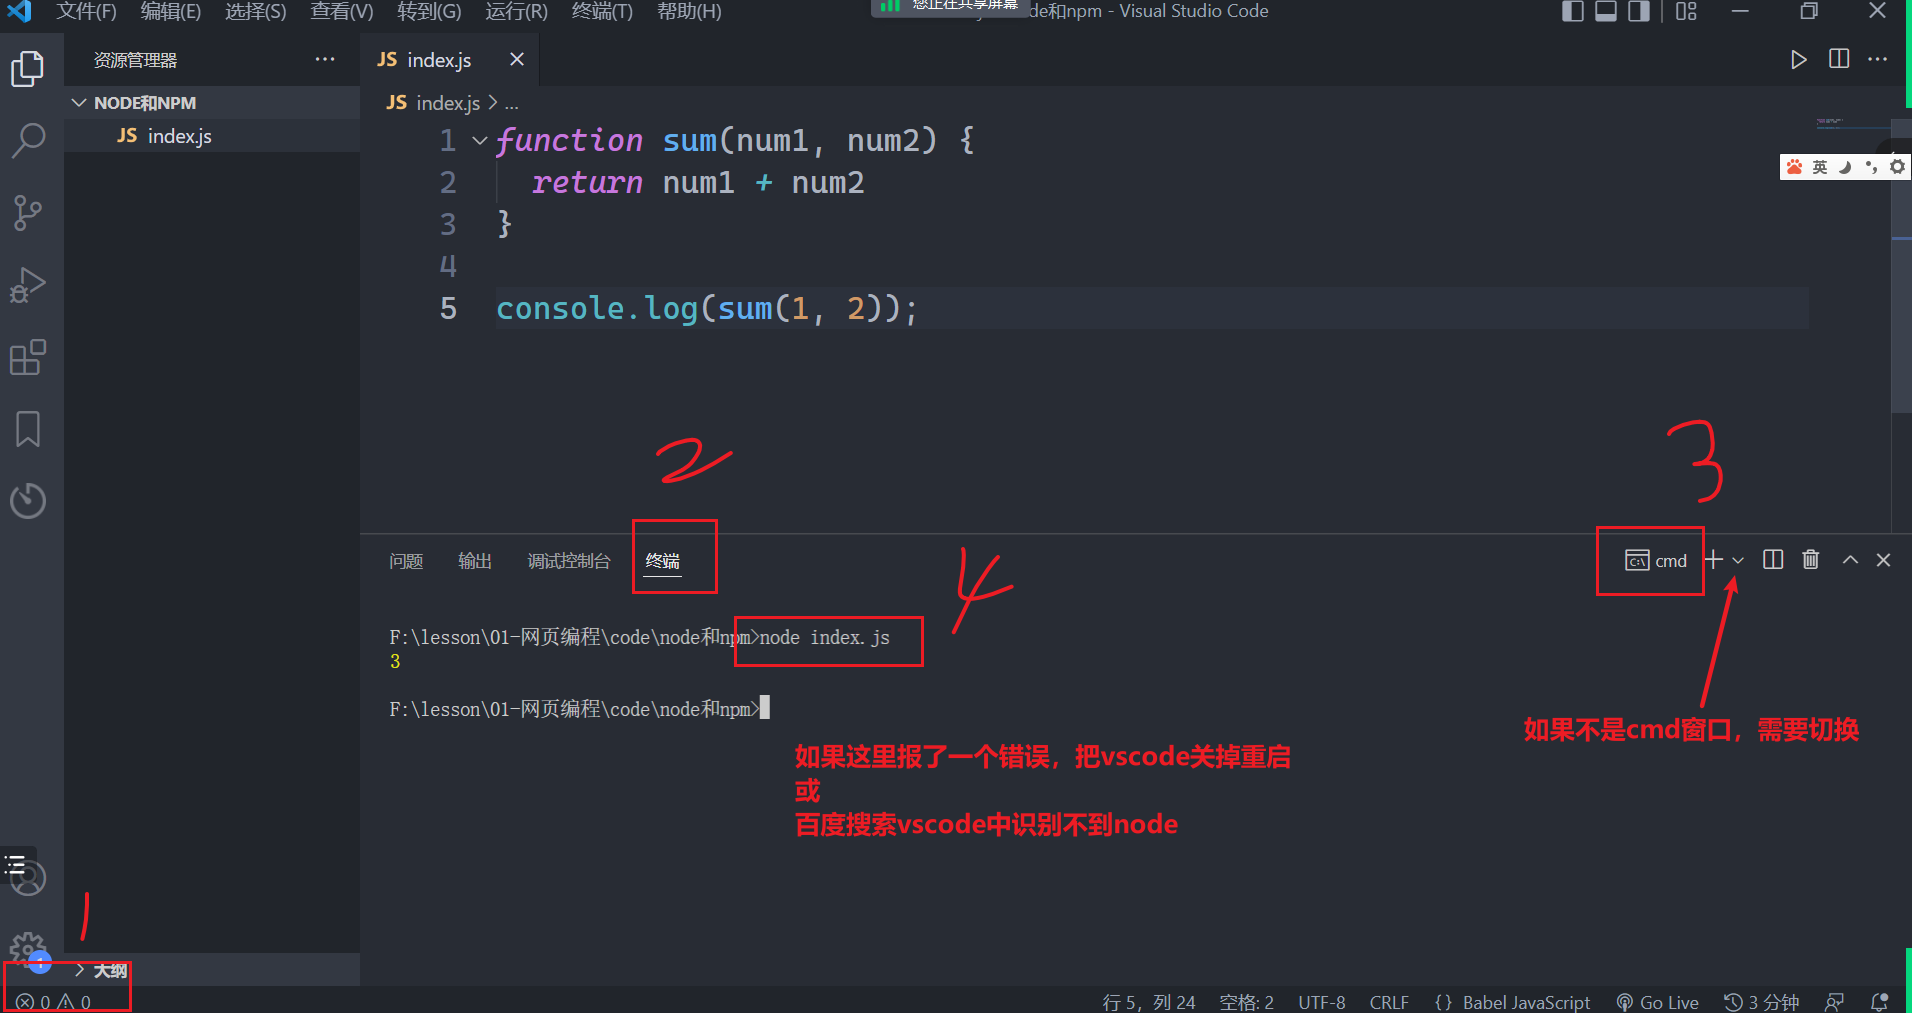 文件(F) 编辑(E) 选择(S) 查看(V) 转到(G) 运行(R) 终端(T) 帮助(H) 您正在共享屏幕 de和npm - Visual Studio Code
资源管理器
JS index.js
NODE和NPM
JS index.js
JS index.js > ...
1 function sum(num1, num2) {
2 return num1 + num2
3 }
4
5 console.log(sum(1, 2));
英
2
3
问题 输出 调试控制台 终端
cmd
4
F:\lesson\01-网页编程\code\node和npm>node index.js
3
F:\lesson\01-网页编程\code\node和npm>
如果不是cmd窗口，需要切换
如果这里报了一个错误，把vscode关掉重启
或
百度搜索vscode中识别不到node
1
1
大纲
0 0 行 5，列 24 空格: 2 UTF-8 CRLF {} Babel JavaScript Go Live 3 分钟